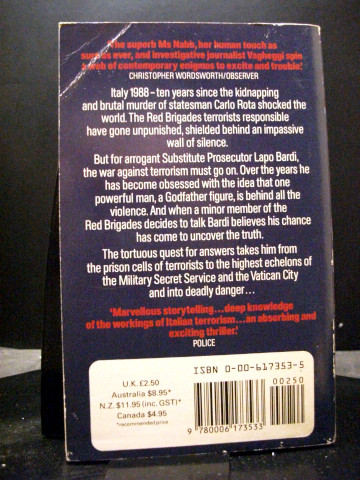 'The superb Ms Nabb, her human touch as
success ever, and investigative journalist Vagheggi spin
a web of contemporary enigmas to excite and trouble.'
CHRISTOPHER WORDSWORTH/OBSERVER
Italy 1988–ten years since the kidnapping
and brutal murder of statesman Carlo Rota shocked the
world. The Red Brigades terrorists responsible
have gone unpunished, shielded behind an impassive
wall of silence.
But for arrogant Substitute Prosecutor Lapo Bardi,
the war against terrorism must go on. Over the years he
has become obsessed with the idea that one
powerful man, a Godfather figure, is behind all the
violence. And when a minor member of the
Red Brigades decides to talk Bardi believes his chance
has come to uncover the truth.
The tortuous quest for answers takes him from
the prison cells of terrorists to the highest echelons of
the Military Secret Service and the Vatican City
and into deadly danger...
'Marvellous storytelling...deep knowledge
of the workings of Italian terrorism...an absorbing and
exciting thriller.'
POLICE
U.K. £2.50
Australia $8.95*
N.Z. $11.95 (inc. GST)*
Canada $4.95
*recommended price
ISBN 0-00-617353-5
00250
9 780006 173533